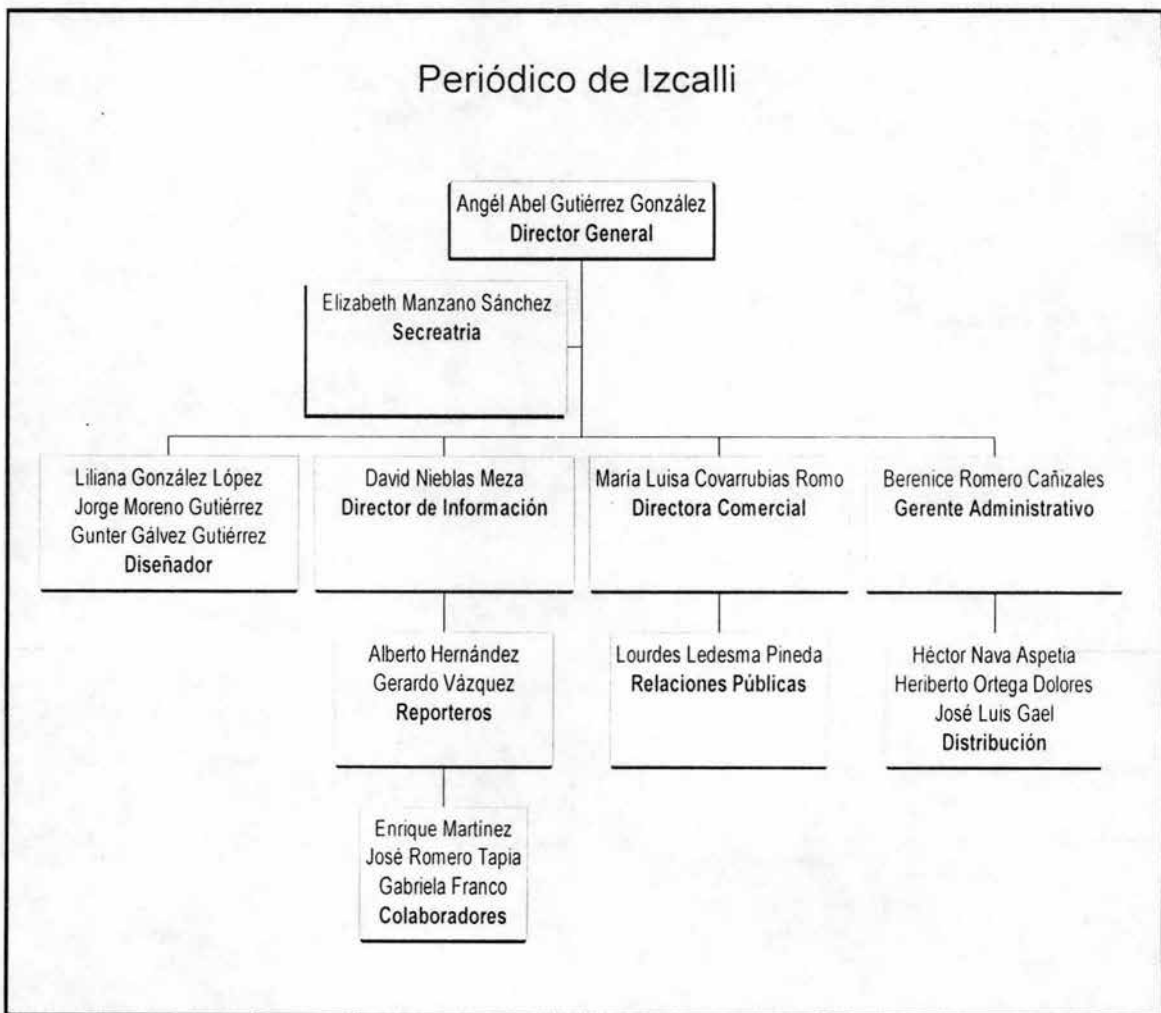 Periódico de Izcalli
Angél Abel Gutiérrez González
Director General
Elizabeth Manzano Sánchez
Secreatria
Liliana González López
Jorge Moreno Gutiérrez
Gunter Gálvez Gutiérrez
Diseñador
David Nieblas Meza
Director de Información
María Luisa Covarrubias Romo
Directora Comercial
Berenice Romero Cañizales
Gerente Administrativo
Alberto Hernández
Gerardo Vázquez
Reporteros
Lourdes Ledesma Pineda
Relaciones Públicas
Héctor Nava Aspetia
Heriberto Ortega Dolores
José Luis Gael
Distribución
Enrique Martínez
José Romero Tapia
Gabriela Franco
Colaboradores